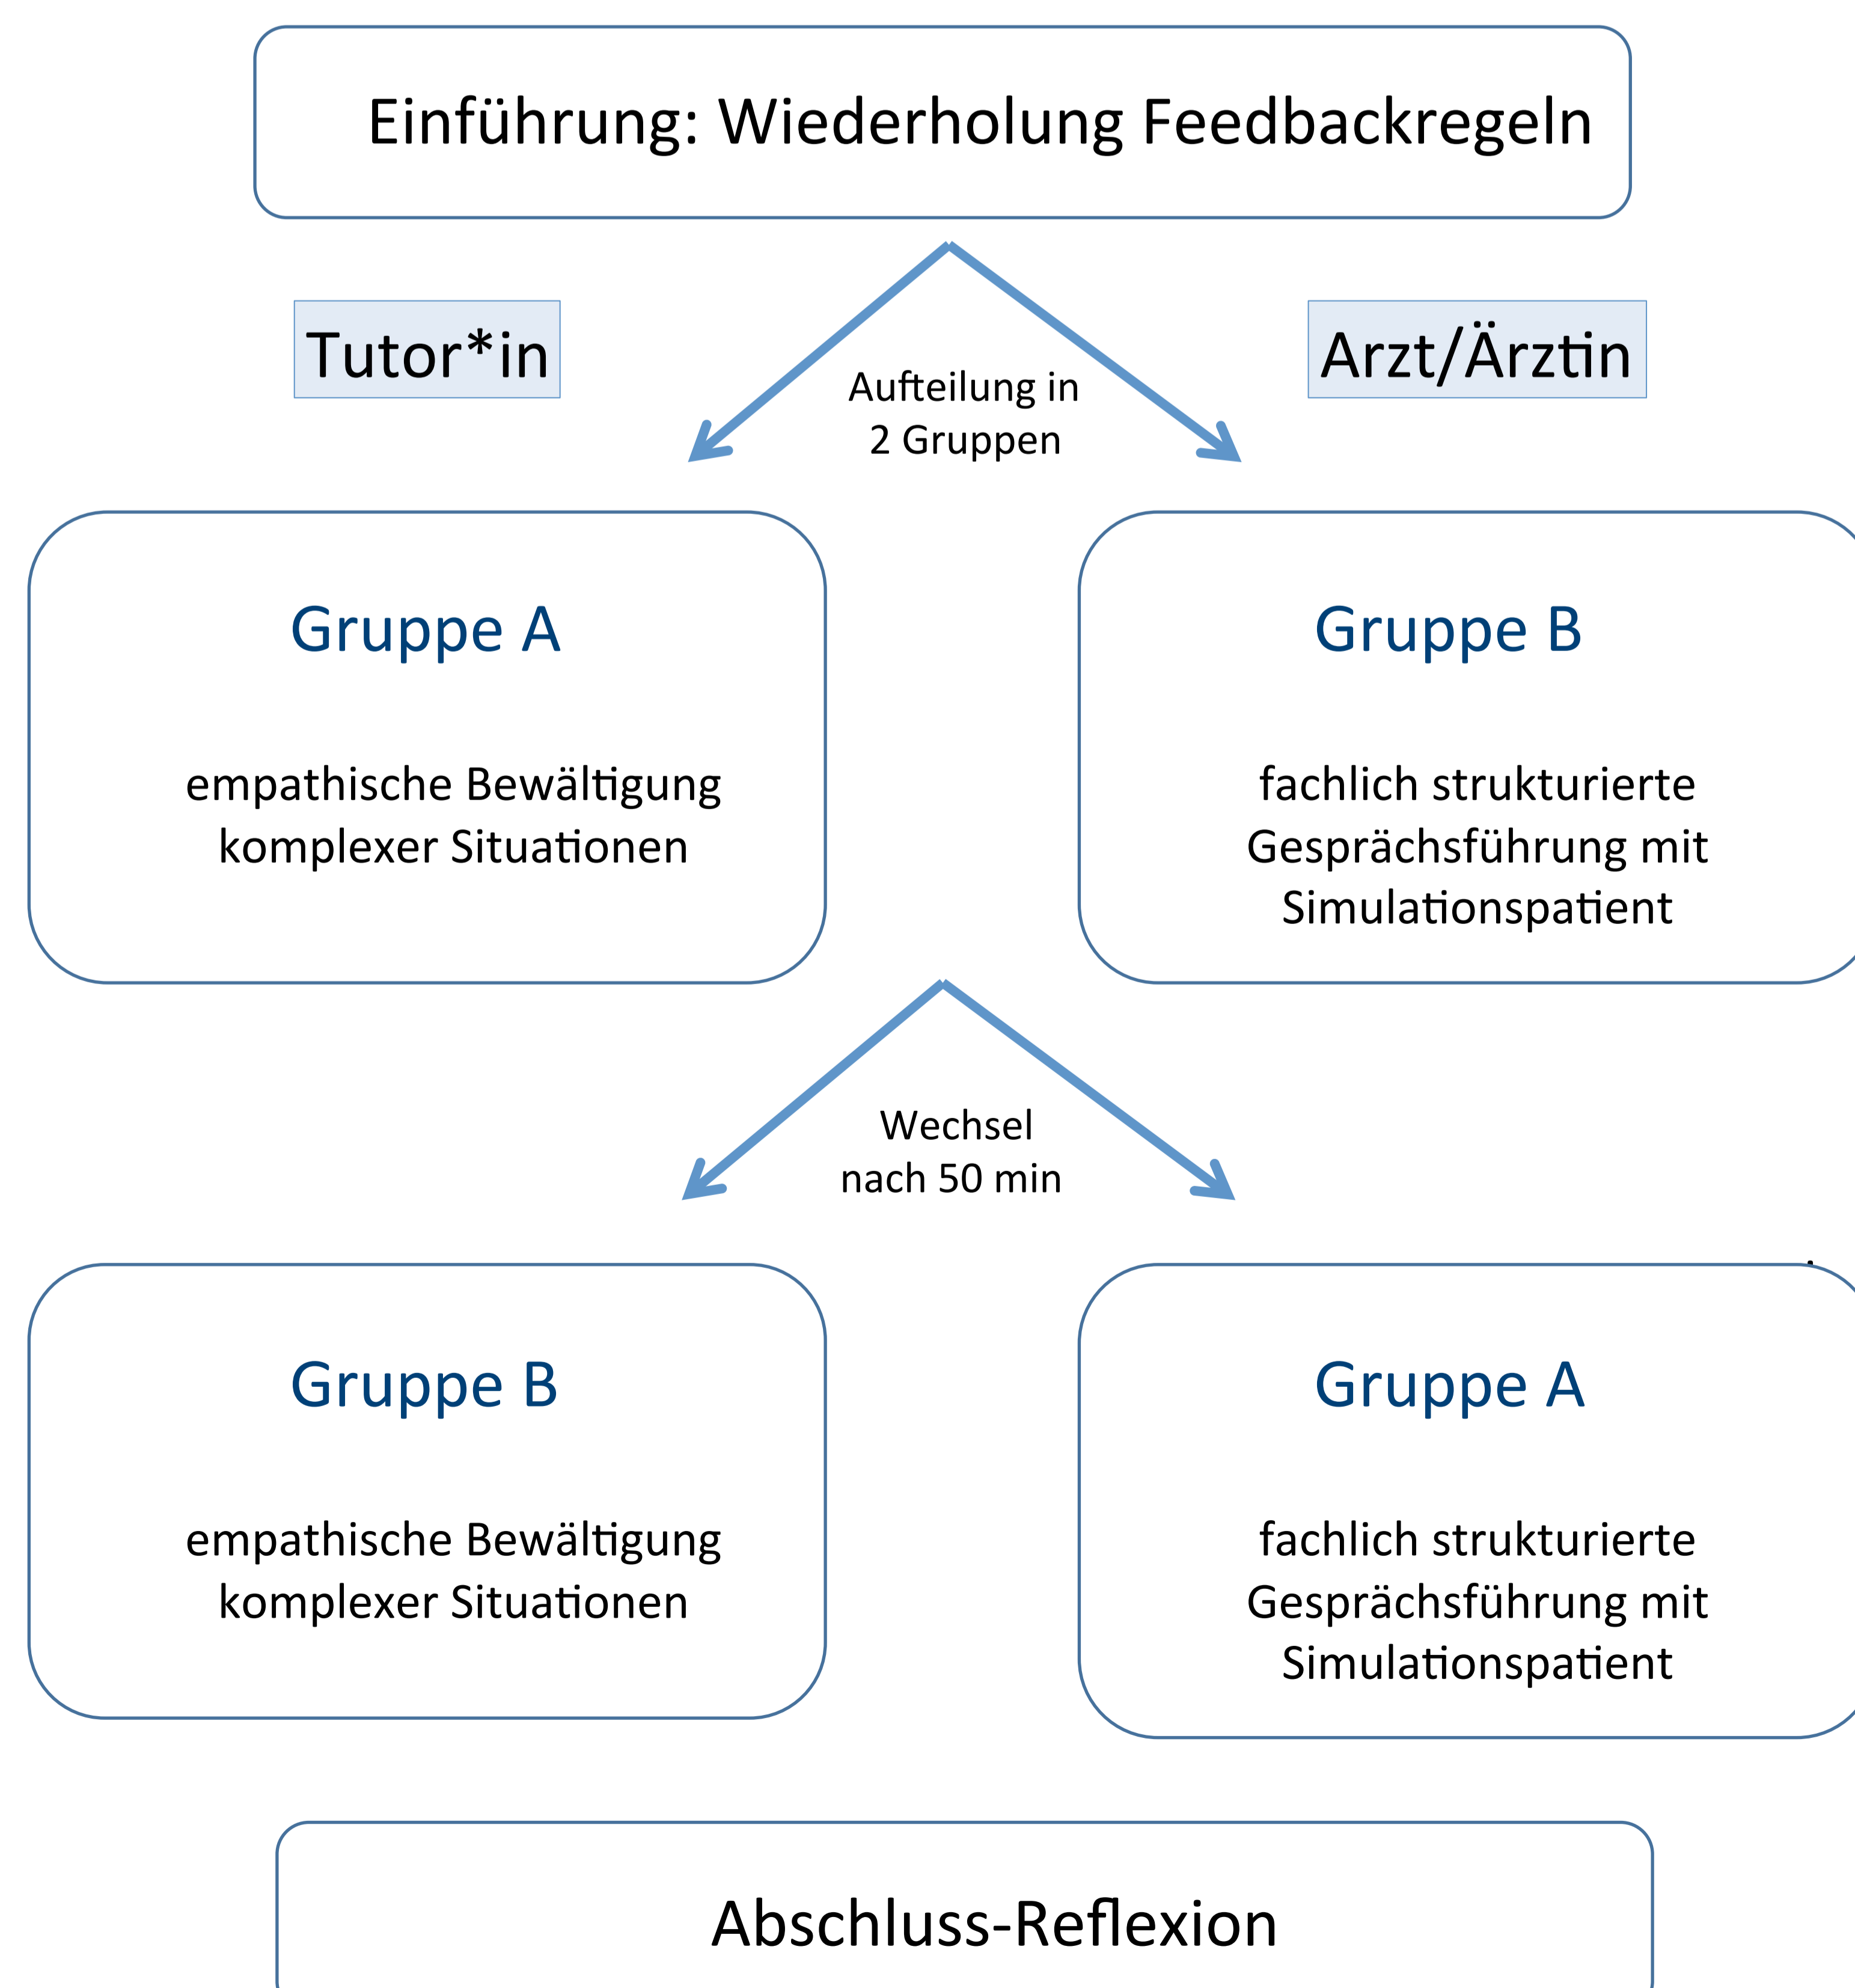 Einführung: Wiederholung Feedbackregeln
Tutor*in
Arzt/Ärztin
Aufteilung in
2 Gruppen
Gruppe A
empathische Bewältigung
komplexer Situationen
Gruppe B
fachlich strukturierte
Gesprächsführung mit
Simulationspatient
Wechsel
nach 50 min
Gruppe B
empathische Bewältigung
komplexer Situationen
Gruppe A
fachlich strukturierte
Gesprächsführung mit
Simulationspatient
Abschluss-Reflexion